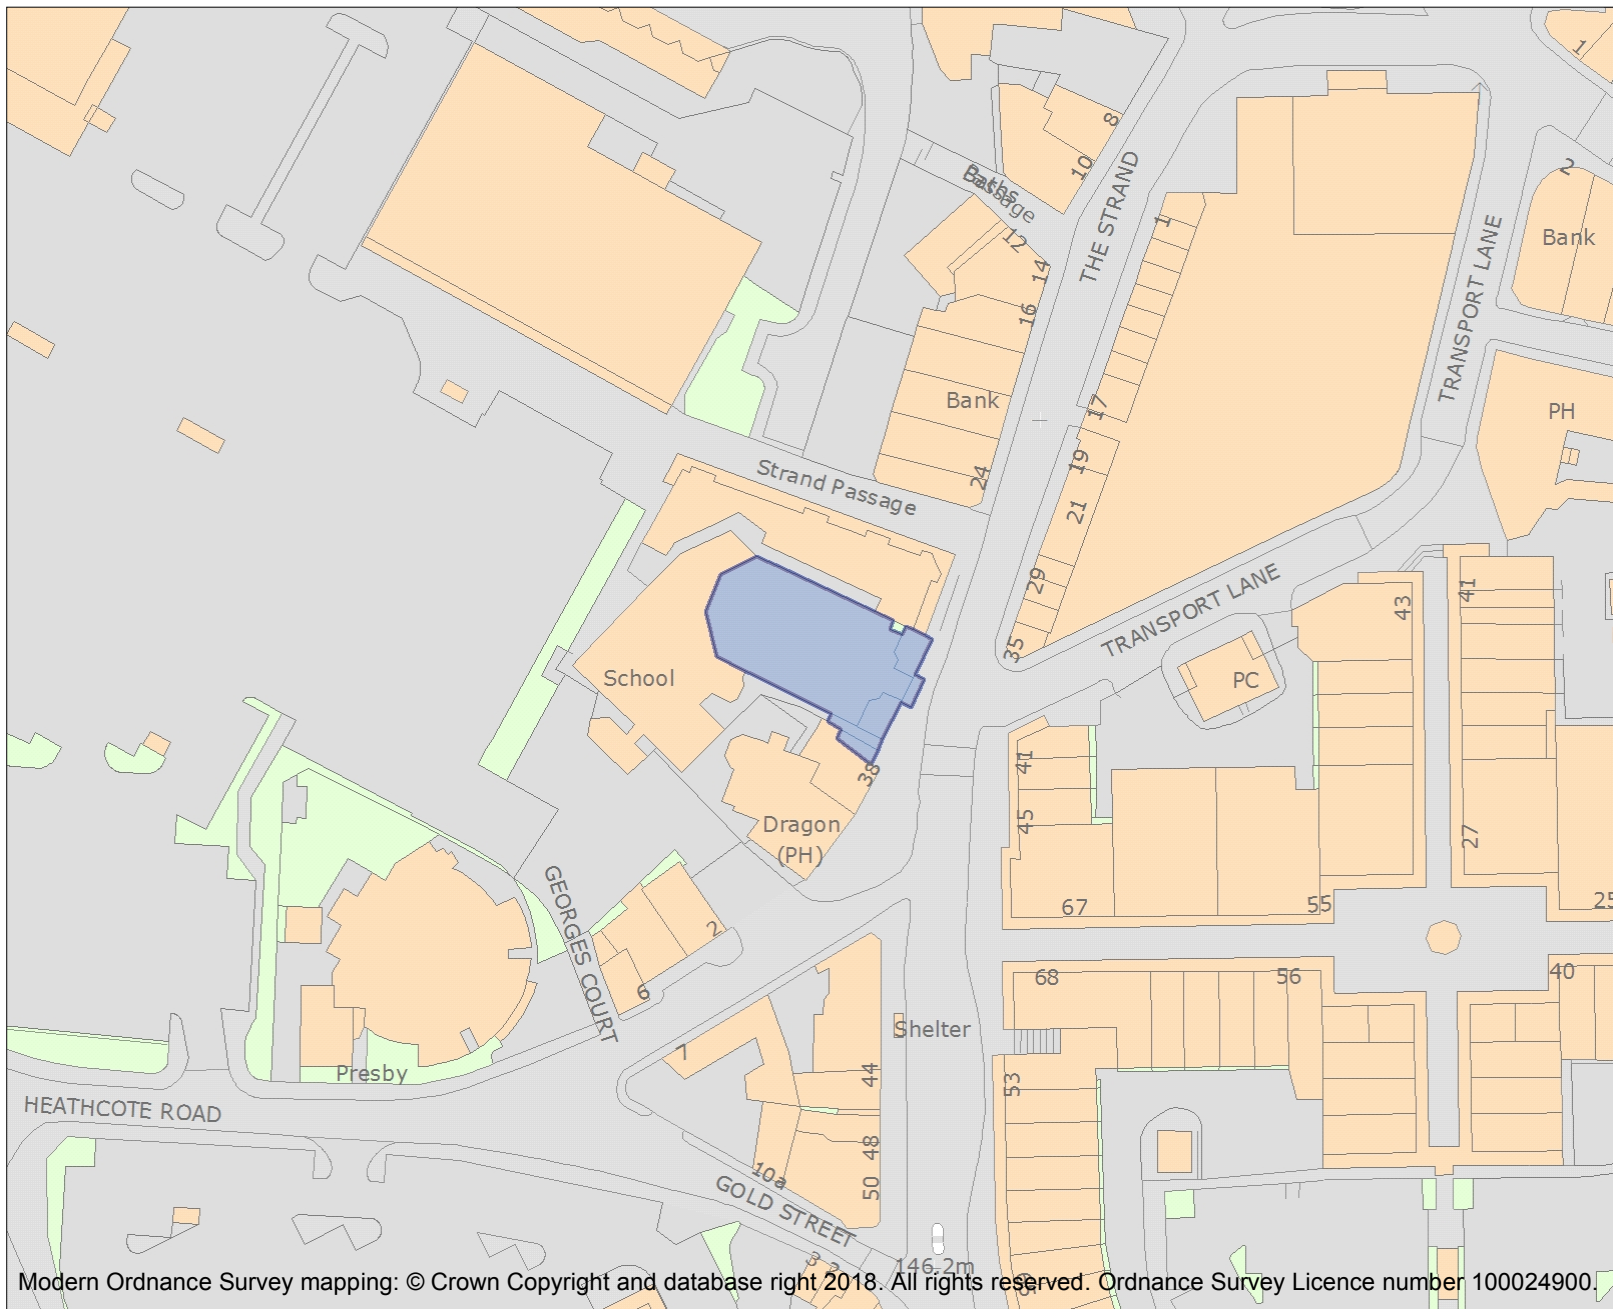 1
8
10
Baths
Passage
THE STRAND
2
12
1
TRANSPORT LANE
Bank
14
16
Bank
17
PH
19
24
Strand Passage
21
29
TRANSPORT LANE
43
41
35
School
PC
38
41
45
Dragon
(PH)
27
67
55
25
GEORGES COURT
2
68
56
40
6
Shelter
7
Presby
44
53
HEATHCOTE ROAD
48
10a
50
GOLD STREET
3
2
146.2m
Modern Ordnance Survey mapping: © Crown Copyright and database right 2018. All rights reserved. Ordnance Survey Licence number 100024900.